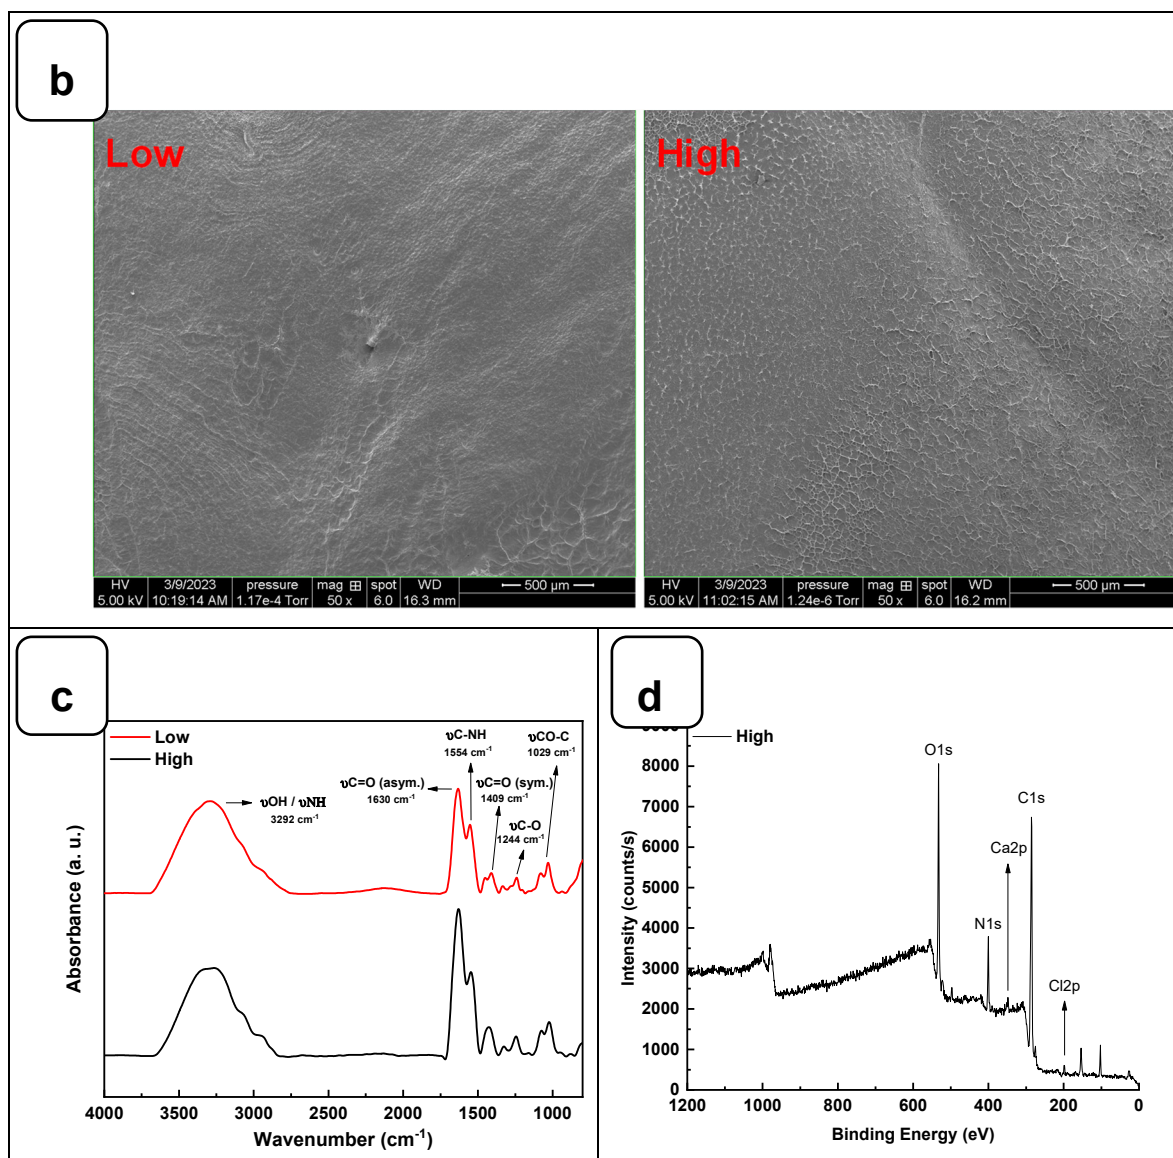 b
Low
High
HV 3/9/2023 pressure mag ⊞ spot WD 500 µm
5.00 kV 10:19:14 AM 1.17e-4 Torr 50 x 6.0 16.3 mm
HV 3/9/2023 pressure mag ⊞ spot WD 500 µm
5.00 kV 11:02:15 AM 1.24e-6 Torr 50 x 6.0 16.2 mm
c
Low
High
υC-NH
1554 cm-1
υCO-C
1029 cm-1
υC=O (asym.)
1630 cm-1
υC=O (sym.)
1409 cm-1
υOH / υNH
3292 cm-1
υC-O
1244 cm-1
Absorbance (a. u.)
4000 3500 3000 2500 2000 1500 1000
Wavenumber (cm-1)
d
High
O1s
C1s
Ca2p
N1s
Cl2p
Intensity (counts/s)
8000
7000
6000
5000
4000
3000
2000
1000
0
1200 1000 800 600 400 200 0
Binding Energy (eV)